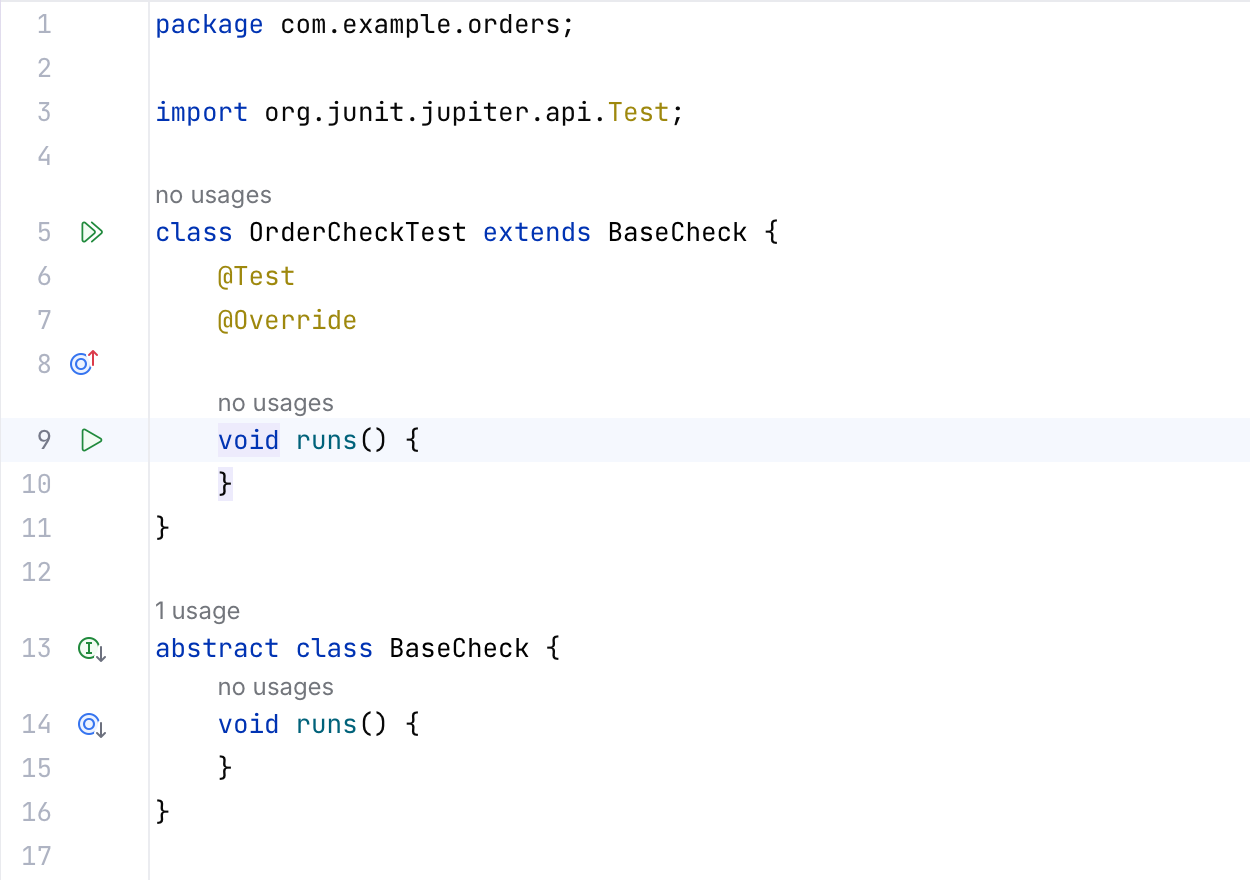 1 package com.example.orders;
2
3 import org.junit.jupiter.api.Test;
4
no usages
5 class OrderCheckTest extends BaseCheck {
6 @Test
7 @Override
8
no usages
9 void runs() {
10 }
11 }
12
1 usage
13 abstract class BaseCheck {
no usages
14 void runs() {
15 }
16 }
17